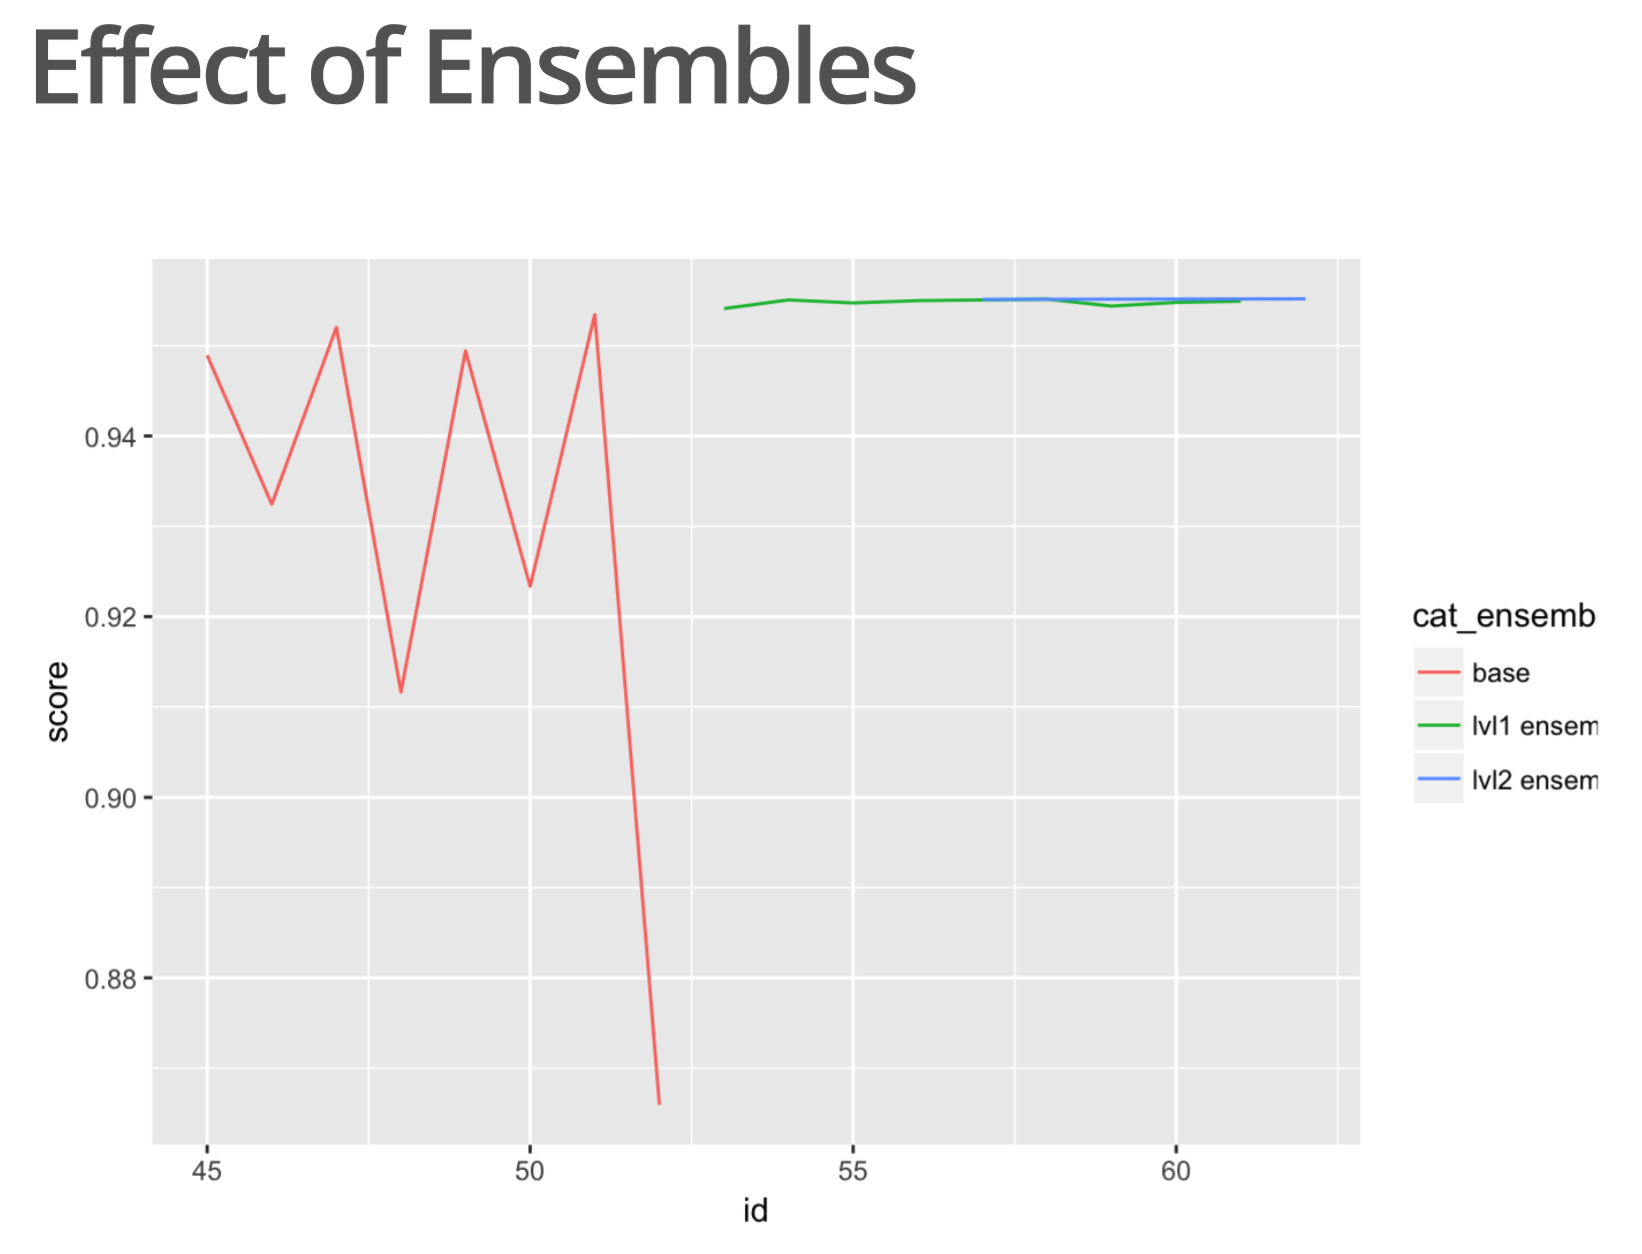 Effect of Ensembles
score
0.94
0.92
0.90
0.88
45 50 55 60
id
cat_ensemb
base
lvl1 ensem
lvl2 ensem